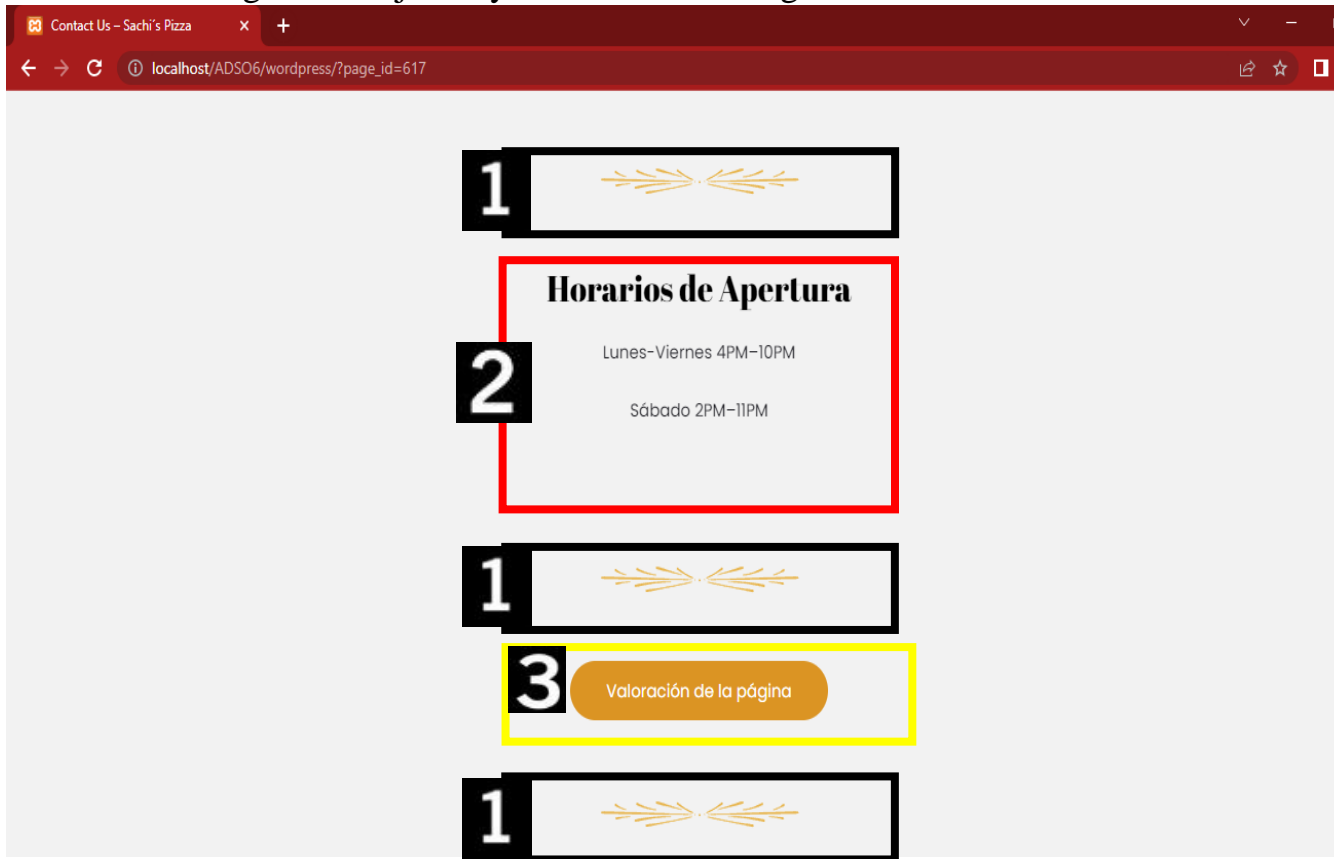 Contact Us – Sachi's Pizza
localhost/ADSO6/wordpress/?page_id=617
1
Horarios de Apertura
2
Lunes-Viernes 4PM–10PM
Sábado 2PM–11PM
1
3
Valoración de la página
1